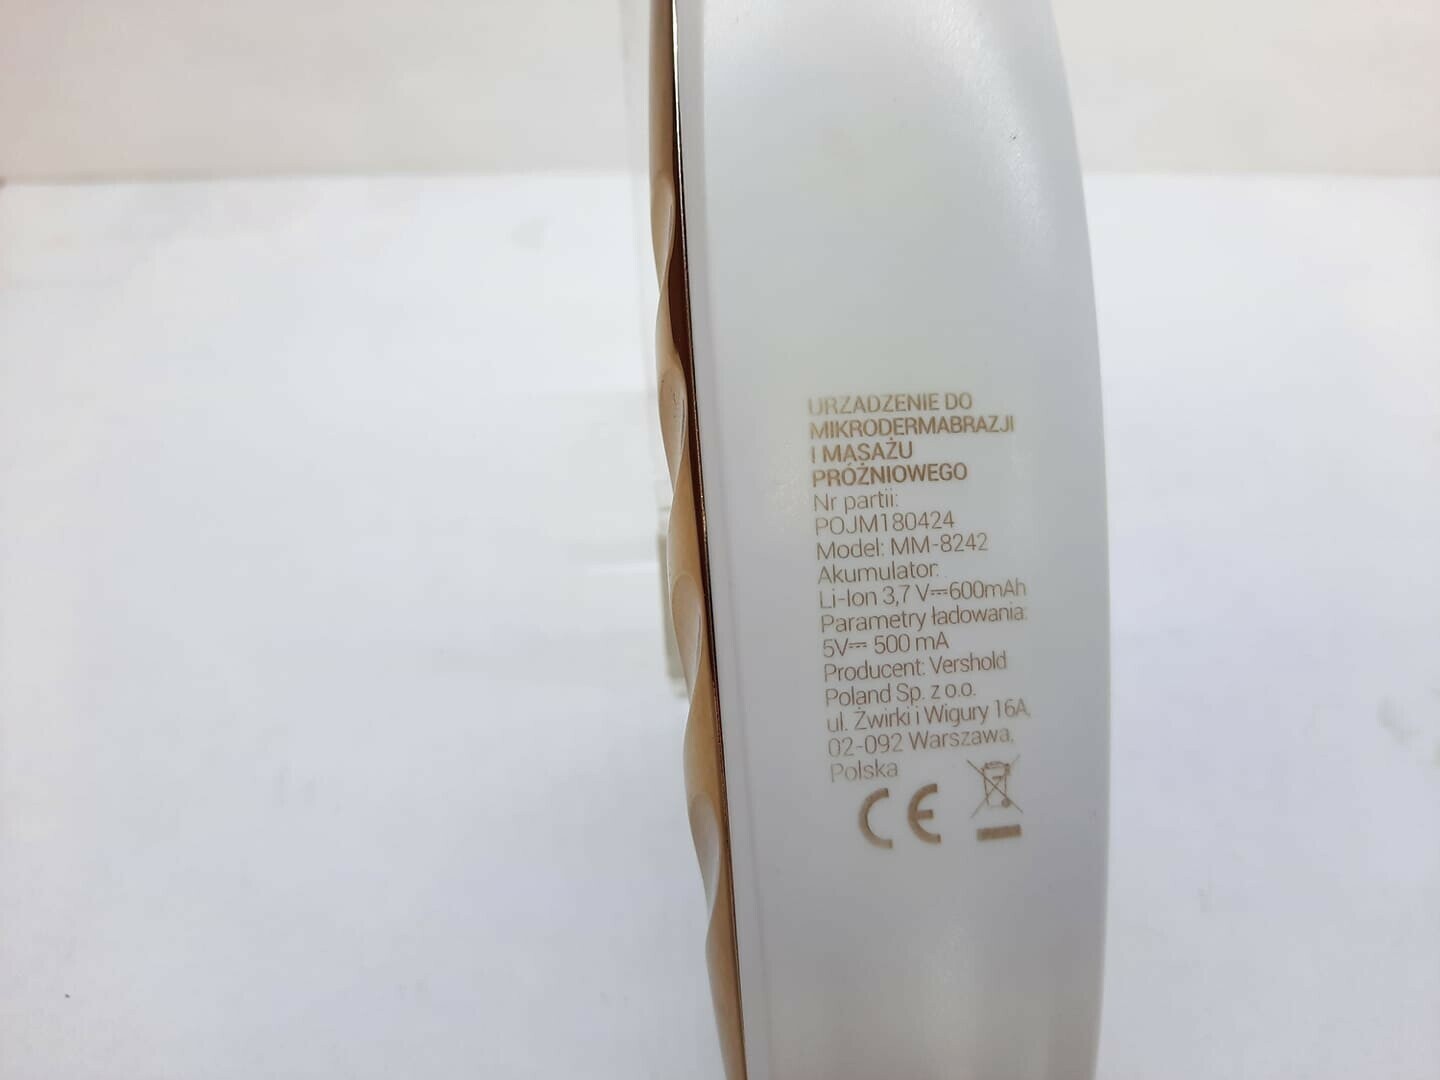 URZADZENIE DO
MIKRODERMABRAZJI
I MASAŻU
PRÓŻNIOWEGO
Nr partii:
POJM180424
Model: MM-8242
Akumulator:
Li-Ion 3,7 V⎓600mAh
Parametry ładowania:
5V⎓ 500 mA
Producent: Vershold
Poland Sp. z o.o.
ul. Żwirki i Wigury 16A,
02-092 Warszawa,
Polska
CE